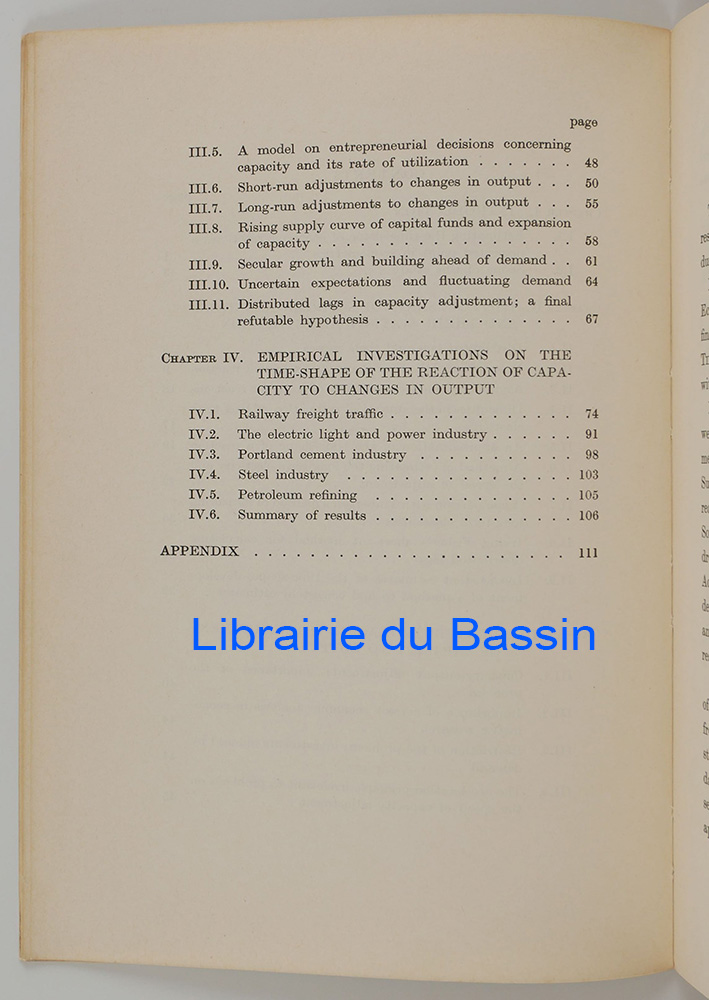 page
III.5. A model on entrepreneurial decisions concerning
capacity and its rate of utilization . . . . . . . 48
III.6. Short-run adjustments to changes in output . . . 50
III.7. Long-run adjustments to changes in output . . . 55
III.8. Rising supply curve of capital funds and expansion
of capacity . . . . . . . . . . . . . . . . . . 58
III.9. Secular growth and building ahead of demand . . 61
III.10. Uncertain expectations and fluctuating demand 64
III.11. Distributed lags in capacity adjustment; a final
refutable hypothesis . . . . . . . . . . . . . . 67
CHAPTER IV. EMPIRICAL INVESTIGATIONS ON THE
TIME-SHAPE OF THE REACTION OF CAPA-
CITY TO CHANGES IN OUTPUT
IV.1. Railway freight traffic . . . . . . . . . . . . . 74
IV.2. The electric light and power industry . . . . . . 91
IV.3. Portland cement industry . . . . . . . . . . . 98
IV.4. Steel industry . . . . . . . . . . . . . . . . 103
IV.5. Petroleum refining . . . . . . . . . . . . . . 105
IV.6. Summary of results . . . . . . . . . . . . . . 106
APPENDIX . . . . . . . . . . . . . . . . . . . . . . 111
Librairie du Bassin